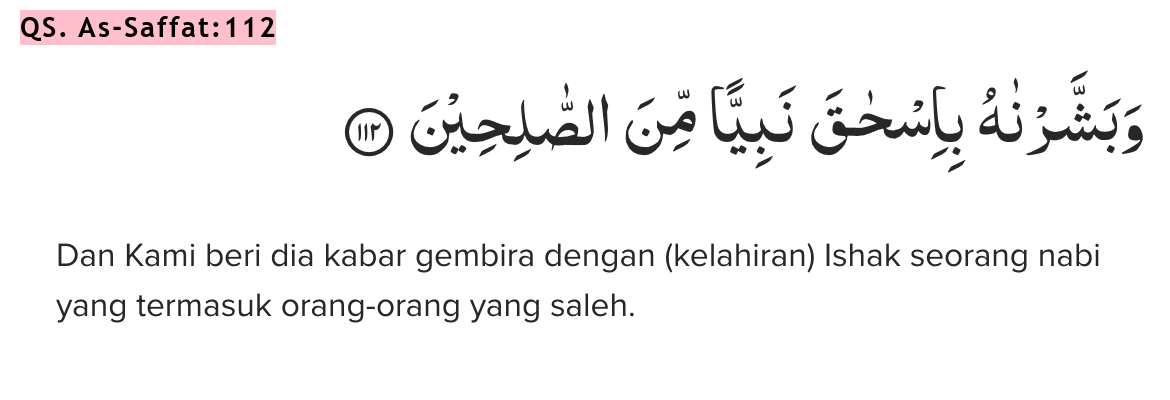 QS. As-Saffat:112
وَبَشَّرْنٰهُ بِاِسْحٰقَ نَبِيًّا مِّنَ الصّٰلِحِيْنَ ١١٢
Dan Kami beri dia kabar gembira dengan (kelahiran) Ishak seorang nabi
yang termasuk orang-orang yang saleh.